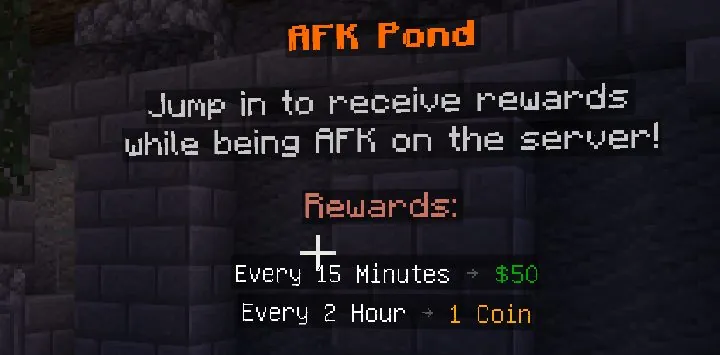 AFK Pond
Jump in to receive rewards
while being AFK on the server!
Rewards:
Every 15 Minutes → $50
Every 2 Hour → 1 Coin